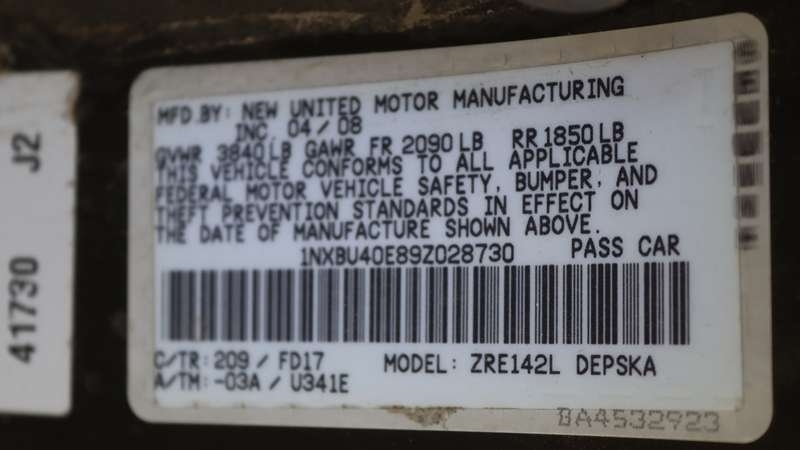 MFD.BY: NEW UNITED MOTOR MANUFACTURING
INC. 04/08
GVWR 3840LB GAWR FR 2090LB RR1850LB
THIS VEHICLE CONFORMS TO ALL APPLICABLE
FEDERAL MOTOR VEHICLE SAFETY, BUMPER, AND
THEFT PREVENTION STANDARDS IN EFFECT ON
THE DATE OF MANUFACTURE SHOWN ABOVE.
1NXBU40E89Z028730 PASS CAR
C/TR: 209 / FD17 MODEL: ZRE142L DEPSKA
A/TM: -03A / U341E
BA4532923
41730 J2